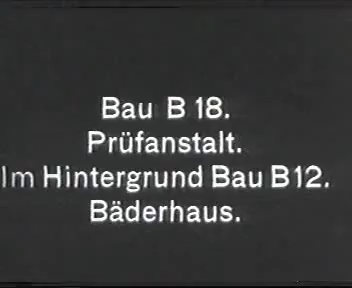 Bau B 18.
Prüfanstalt.
Im Hintergrund Bau B12.
Bäderhaus.